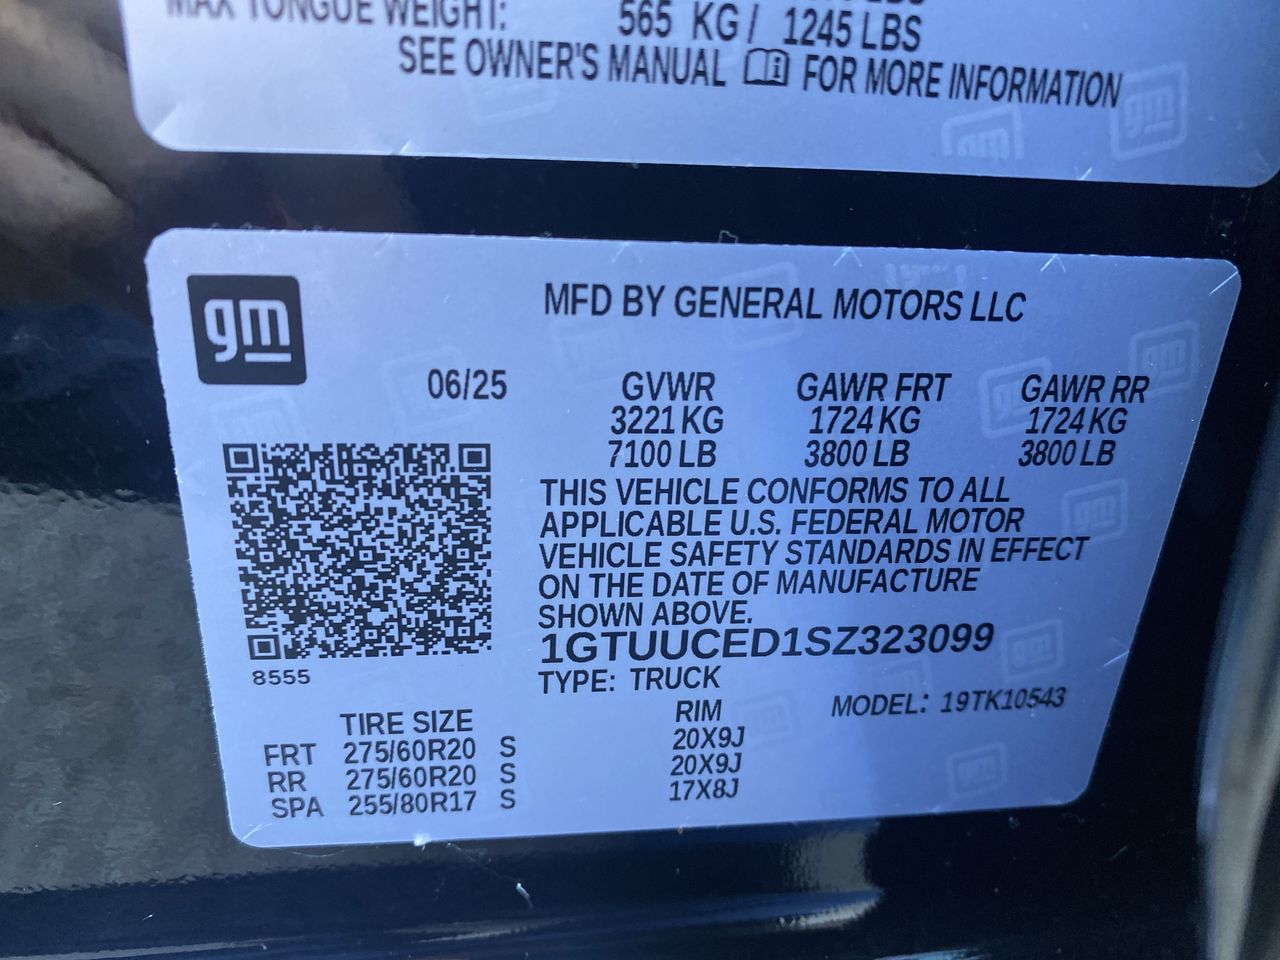 MAX TONGUE WEIGHT: 565 KG / 1245 LBS
SEE OWNER'S MANUAL FOR MORE INFORMATION
gm
MFD BY GENERAL MOTORS LLC
06/25 GVWR GAWR FRT GAWR RR
3221 KG 1724 KG 1724 KG
7100 LB 3800 LB 3800 LB
THIS VEHICLE CONFORMS TO ALL
APPLICABLE U.S. FEDERAL MOTOR
VEHICLE SAFETY STANDARDS IN EFFECT
ON THE DATE OF MANUFACTURE
SHOWN ABOVE.
1GTUUCED1SZ323099
8555
TYPE: TRUCK
MODEL: 19TK10543
TIRE SIZE RIM
FRT 275/60R20 S 20X9J
RR 275/60R20 S 20X9J
SPA 255/80R17 S 17X8J